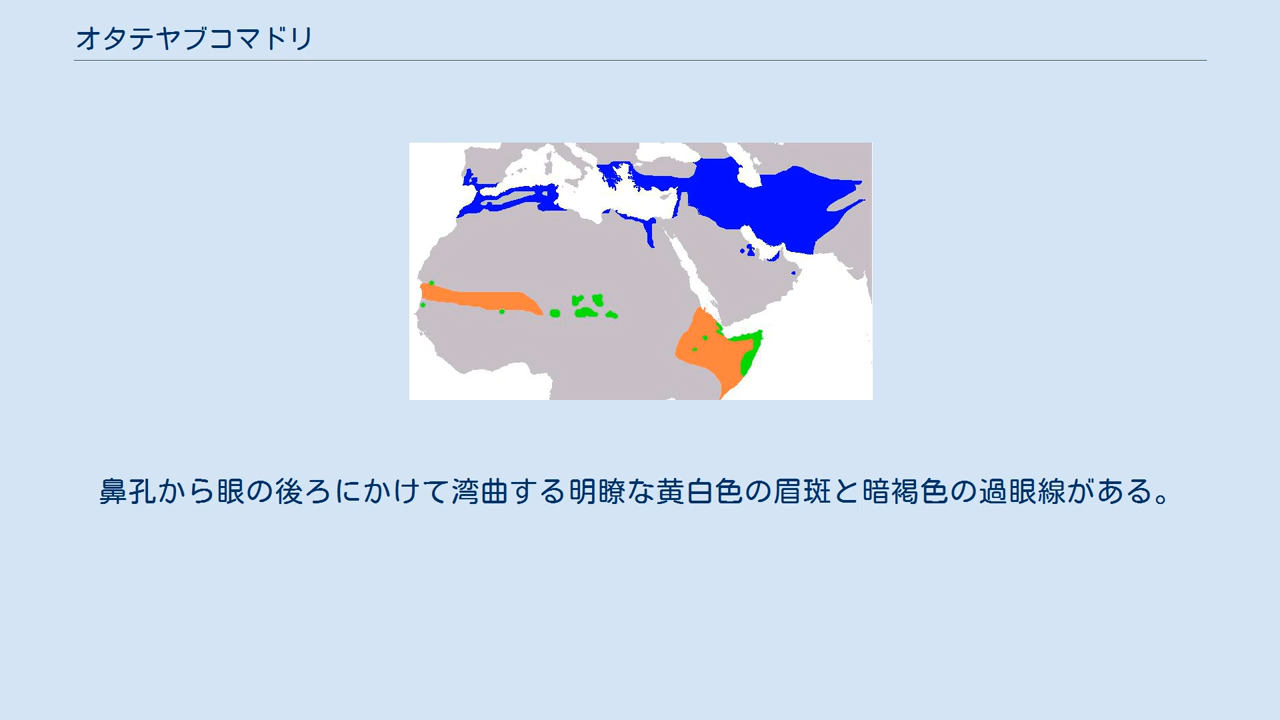 オタテヤブコマドリ
鼻孔から眼の後ろにかけて湾曲する明瞭な黄白色の眉斑と暗褐色の過眼線がある。